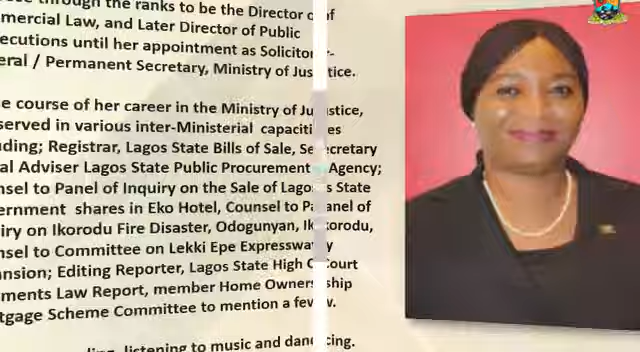 through the ranks to be the Director of
mercial Law, and Later Director of Public
ecutions until her appointment as Solicitor-
eral / Permanent Secretary, Ministry of Justice.
e course of her career in the Ministry of Justice,
served in various inter-Ministerial capacities
ding; Registrar, Lagos State Bills of Sale, Secretary
al Adviser Lagos State Public Procurement Agency;
nsel to Panel of Inquiry on the Sale of Lagos State
ernment shares in Eko Hotel, Counsel to Panel of
iry on Ikorodu Fire Disaster, Odogunyan, Ikorodu,
nsel to Committee on Lekki Epe Expressway
ansion; Editing Reporter, Lagos State High Court
ments Law Report, member Home Ownership
tgage Scheme Committee to mention a few.
listening to music and dancing.